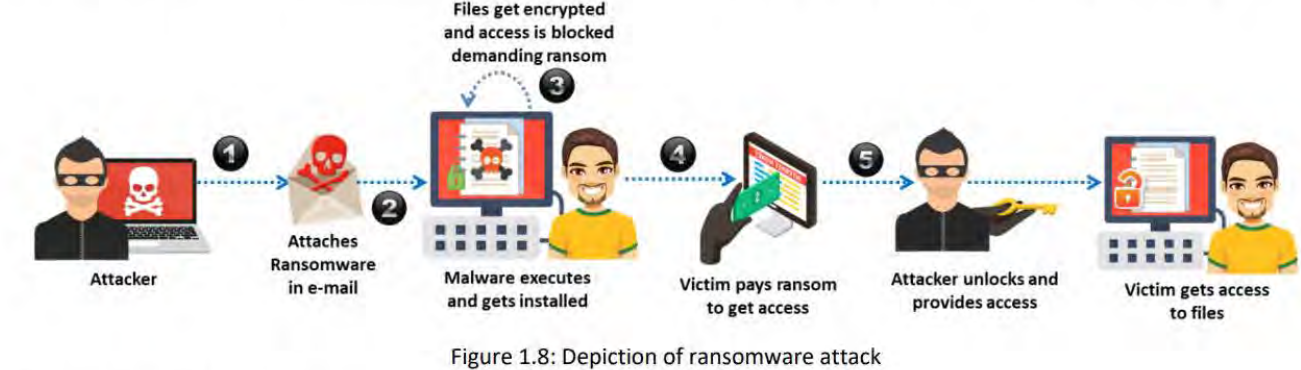 Files get encrypted
and access is blocked
demanding ransom
3
1
2
4
5
Attacker
Attaches
Ransomware
in e-mail
Malware executes
and gets installed
Victim pays ransom
to get access
Attacker unlocks and
provides access
Victim gets access
to files
Figure 1.8: Depiction of ransomware attack